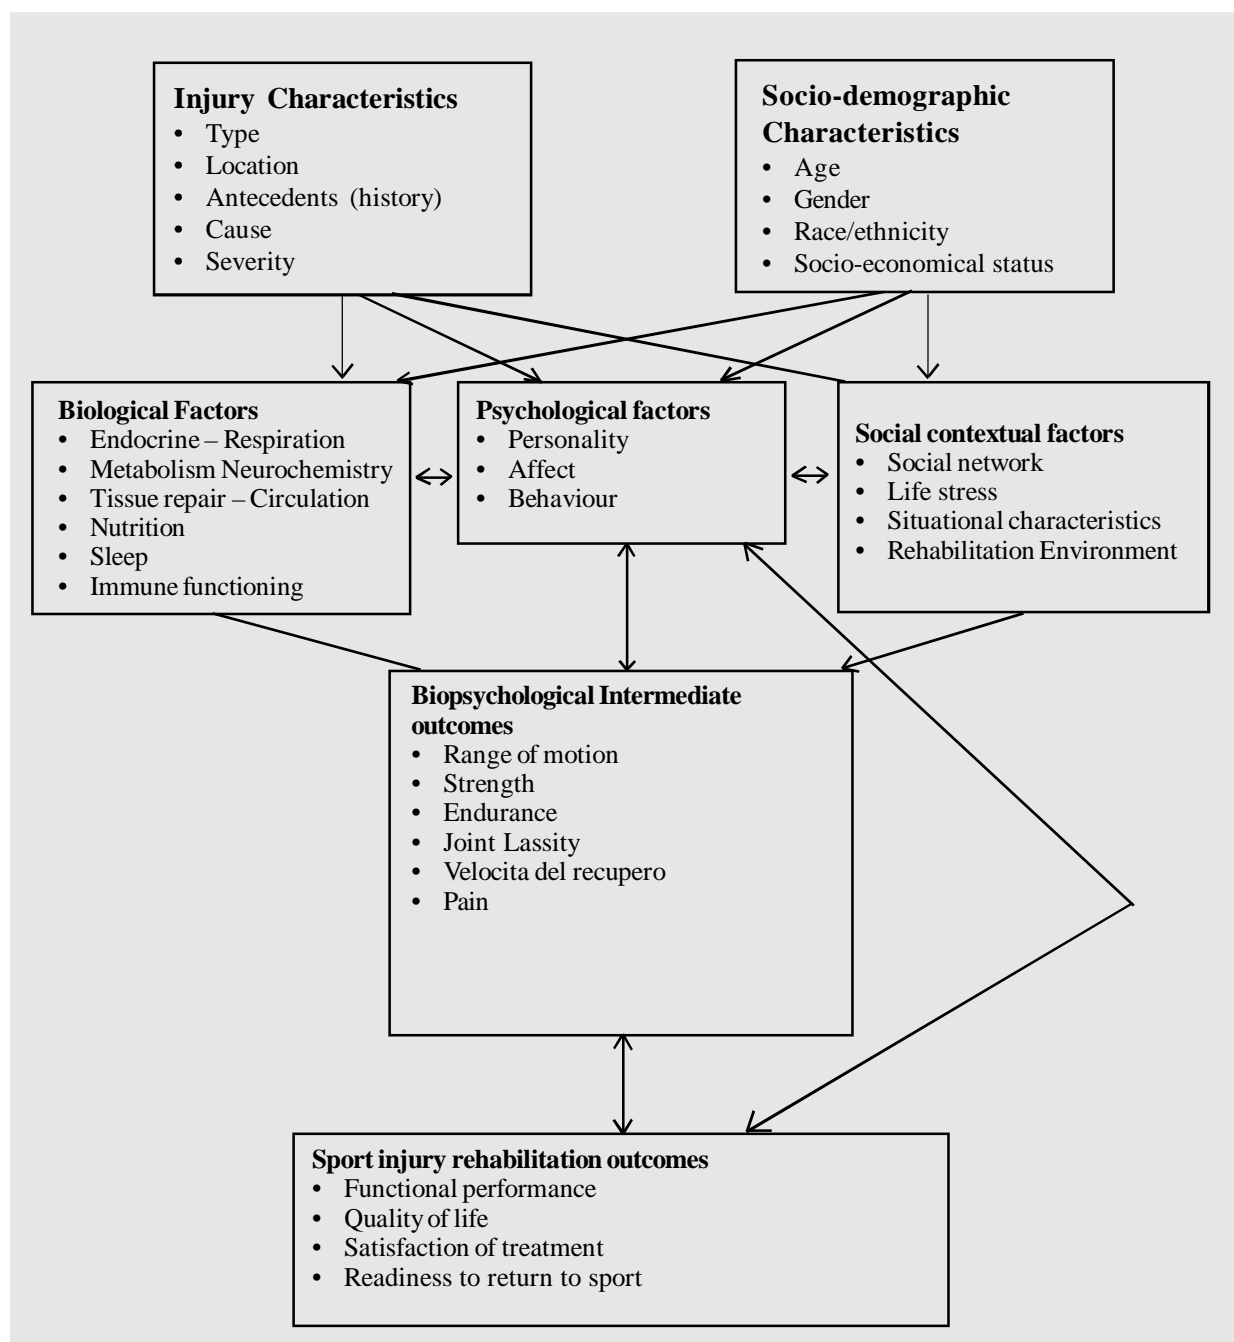 Injury Characteristics
• Type
• Location
• Antecedents (history)
• Cause
• Severity
Socio-demographic
Characteristics
• Age
• Gender
• Race/ethnicity
• Socio-economical status
Biological Factors
• Endocrine – Respiration
• Metabolism Neurochemistry
• Tissue repair – Circulation
• Nutrition
• Sleep
• Immune functioning
Psychological factors
• Personality
• Affect
• Behaviour
Social contextual factors
• Social network
• Life stress
• Situational characteristics
• Rehabilitation Environment
Biopsychological Intermediate
outcomes
• Range of motion
• Strength
• Endurance
• Joint Lassity
• Velocita del recupero
• Pain
Sport injury rehabilitation outcomes
• Functional performance
• Quality of life
• Satisfaction of treatment
• Readiness to return to sport